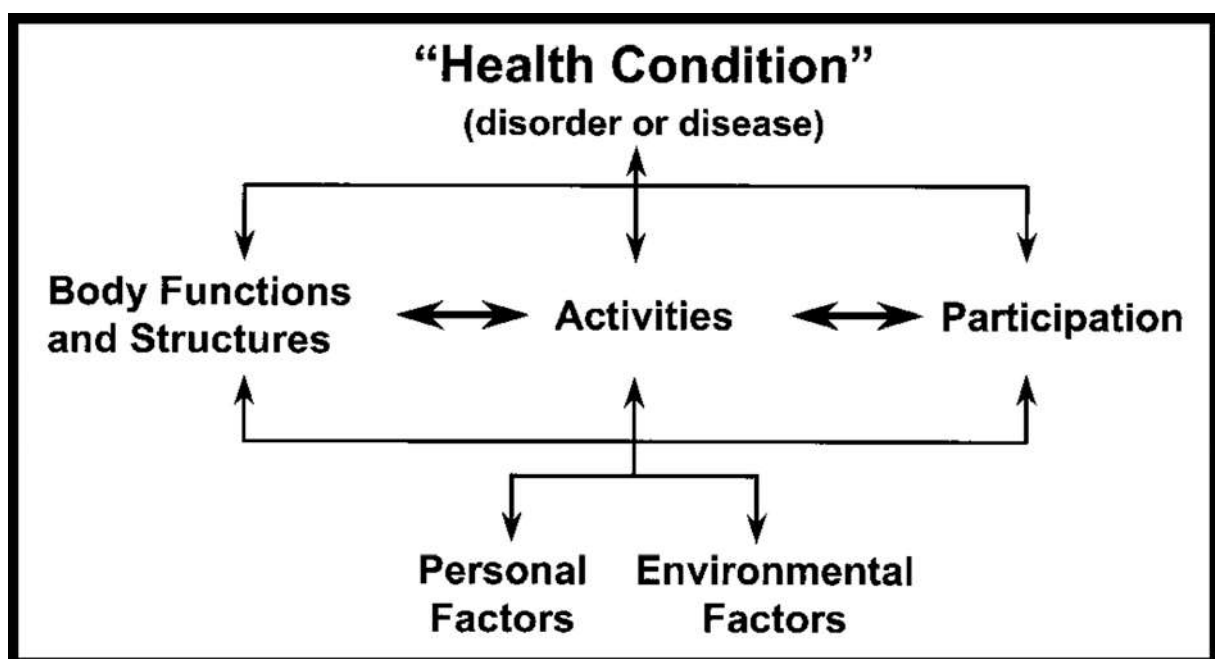 “Health Condition”
(disorder or disease)
Body Functions
and Structures
Activities
Participation
Personal
Factors
Environmental
Factors